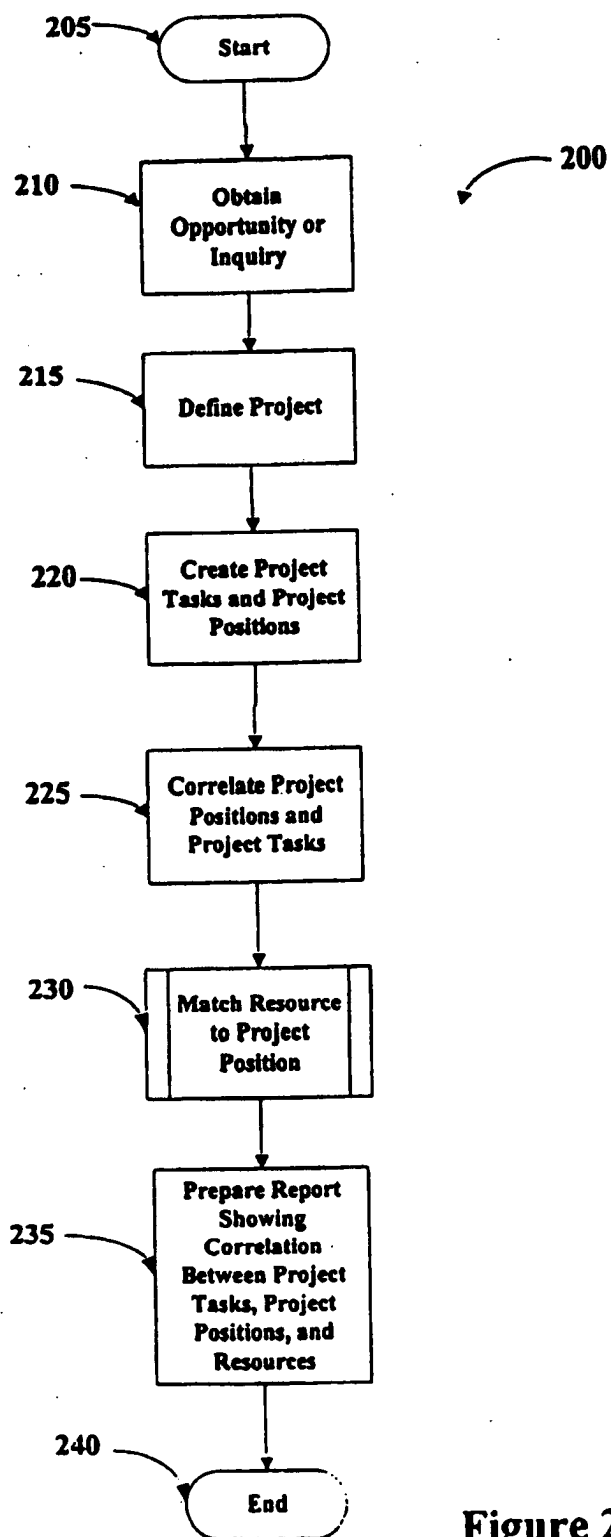 205
Start
200
210
Obtain
Opportunity or
Inquiry
215
Define Project
220
Create Project
Tasks and Project
Positions
225
Correlate Project
Positions and
Project Tasks
230
Match Resource
to Project
Position
235
Prepare Report
Showing
Correlation
Between Project
Tasks, Project
Positions, and
Resources
240
End
Figure 2